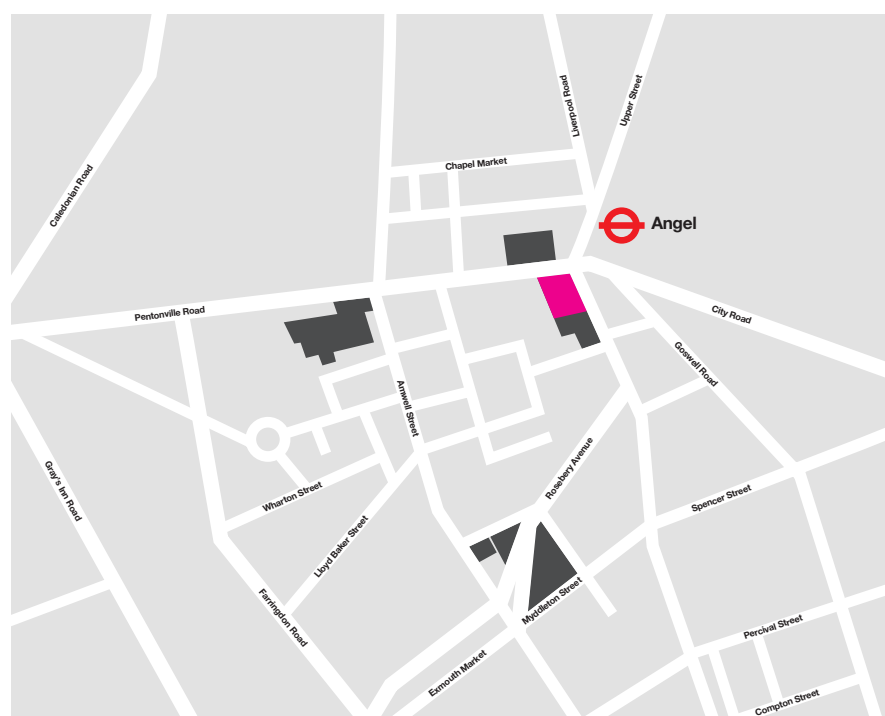 Liverpool Road
Upper Street
Chapel Market
Caledonian Road
Angel
Pentonville Road
City Road
Goswell Road
Amwell Street
Rosebery Avenue
Gray's Inn Road
Wharton Street
Spencer Street
Lloyd Baker Street
Farringdon Road
Myddleton Street
Percival Street
Exmouth Market
Compton Street